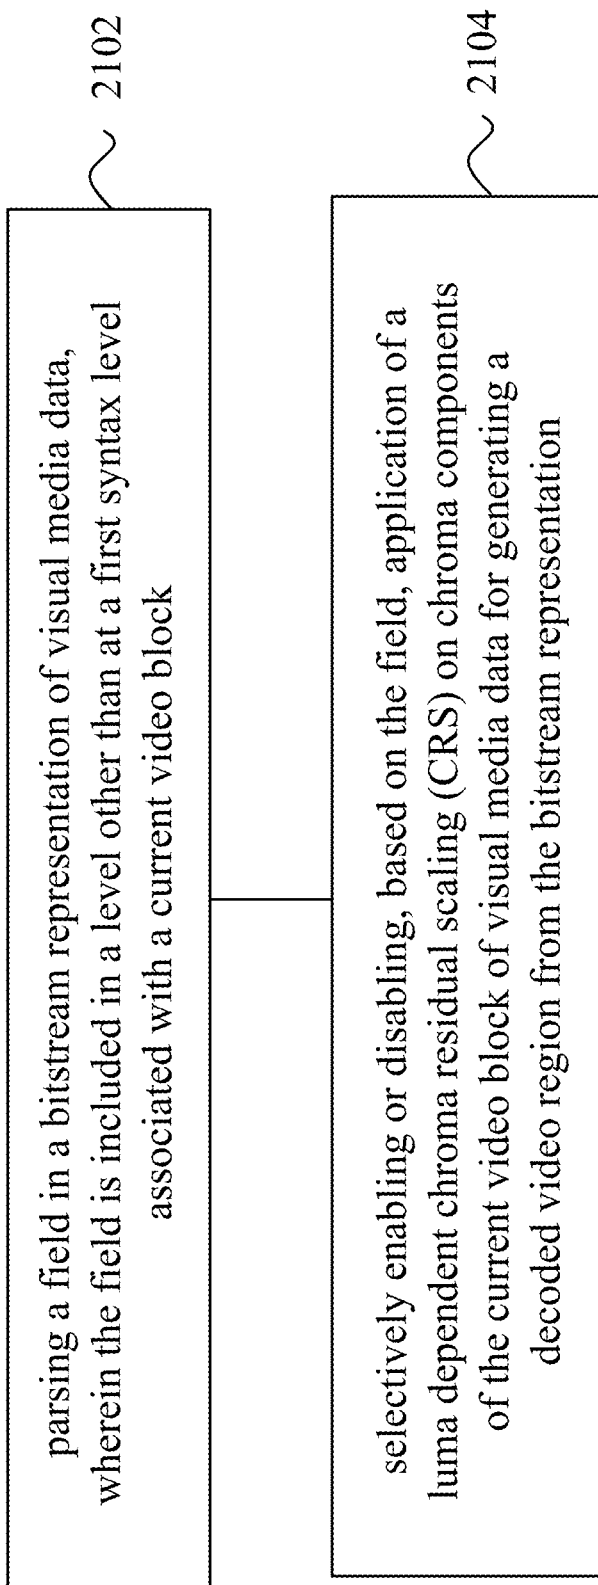 parsing a field in a bitstream representation of visual media data,
wherein the field is included in a level other than at a first syntax level
associated with a current video block
2102
selectively enabling or disabling, based on the field, application of a
luma dependent chroma residual scaling (CRS) on chroma components
of the current video block of visual media data for generating a
decoded video region from the bitstream representation
2104